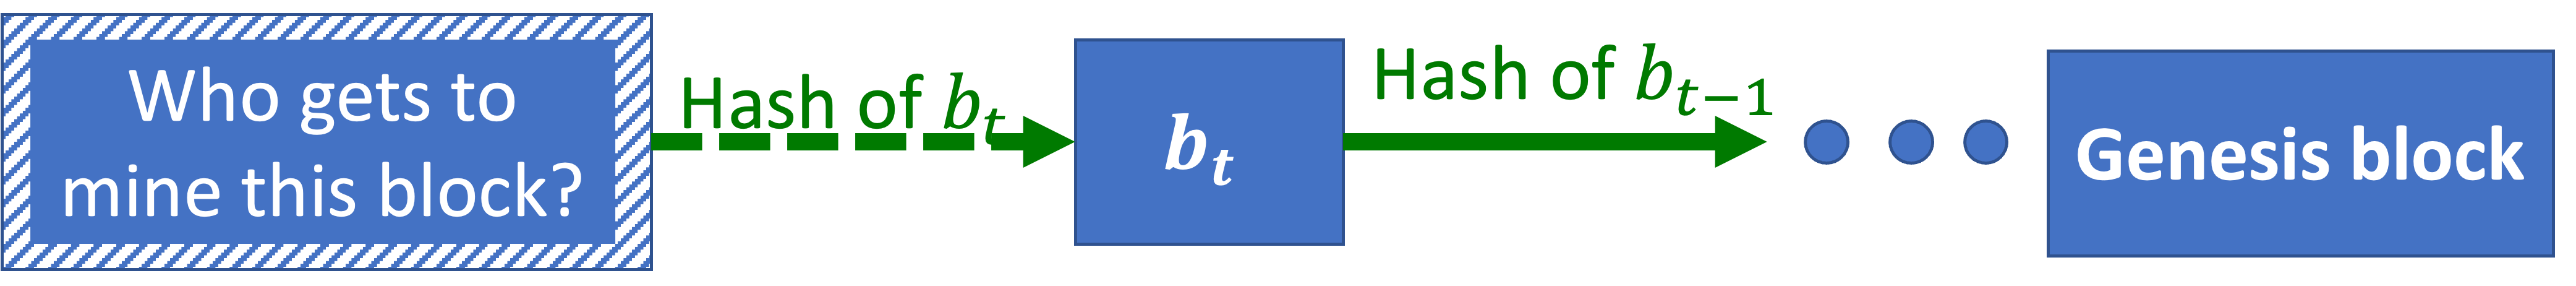 Who gets to
mine this block?
Hash of b_t
b_t
Hash of b_{t-1}
Genesis block